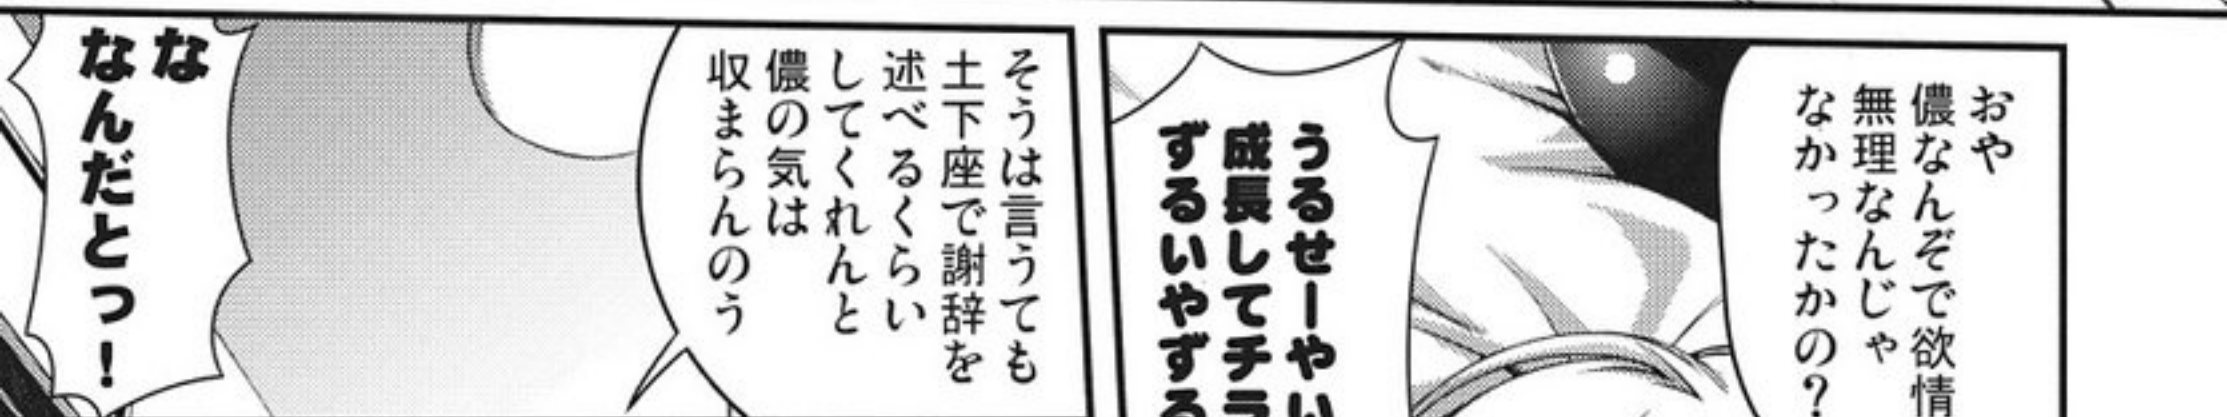 おや
儂なんぞで欲情
無理なんじゃ
なかったかの？
うるせーやい
成長してチラ
ずるいやずる
そうは言うても
土下座で謝辞を
述べるくらい
してくれんと
儂の気は
収まらんのう
な
なんだとっ！